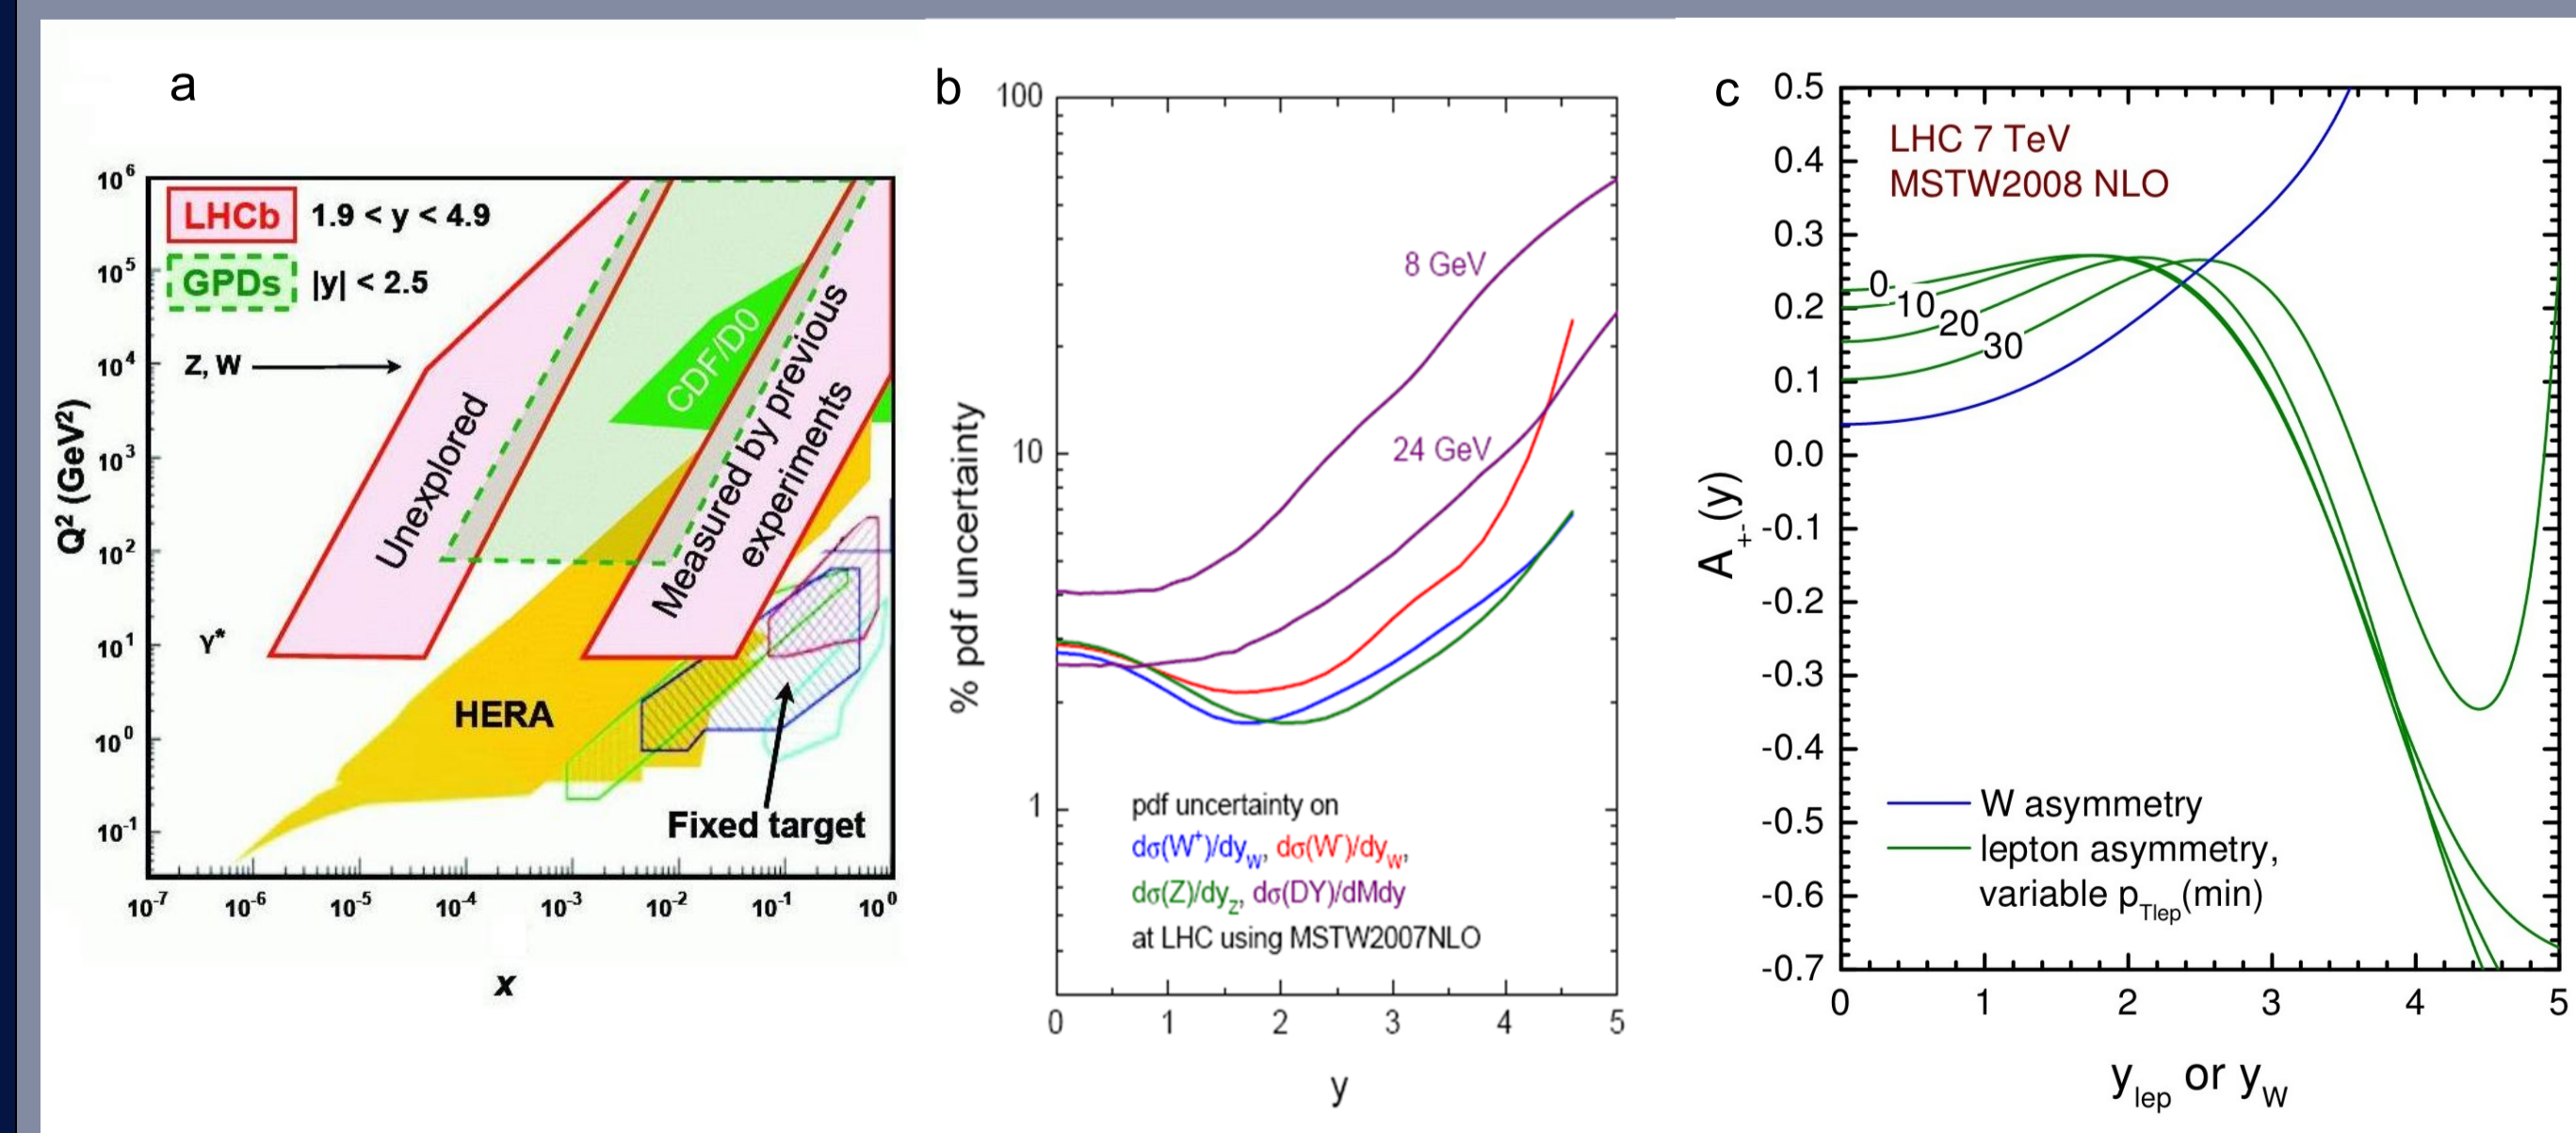 a
10⁶
10⁵
10⁴
10³
10²
10¹
10⁰
10⁻¹
Q² (GeV²)
LHCb 1.9 < y < 4.9
GPDs |y| < 2.5
Z, W
γ*
Unexplored
CDF/D0
Measured by previous
experiments
HERA
Fixed target
10⁻⁷ 10⁻⁶ 10⁻⁵ 10⁻⁴ 10⁻³ 10⁻² 10⁻¹ 10⁰
x
b
100
10
1
% pdf uncertainty
8 GeV
24 GeV
pdf uncertainty on
dσ(W⁺)/dy_W, dσ(W⁻)/dy_W,
dσ(Z)/dy_Z, dσ(DY)/dMdy
at LHC using MSTW2007NLO
0 1 2 3 4 5
y
c
0.5
0.4
0.3
0.2
0.1
0.0
-0.1
-0.2
-0.3
-0.4
-0.5
-0.6
-0.7
A₊₋(y)
LHC 7 TeV
MSTW2008 NLO
0
10
20
30
W asymmetry
lepton asymmetry,
variable p_Tlep(min)
0 1 2 3 4 5
y_lep or y_W